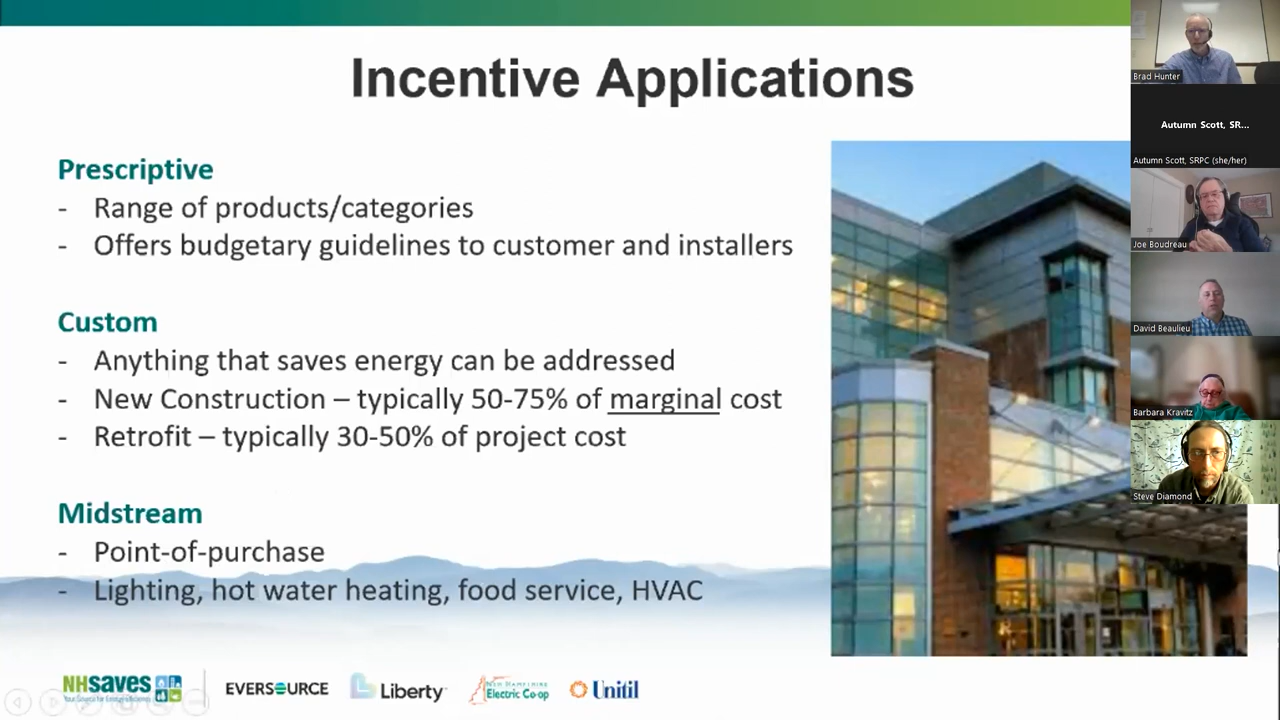 Incentive Applications
Prescriptive
- Range of products/categories
- Offers budgetary guidelines to customer and installers
Custom
- Anything that saves energy can be addressed
- New Construction – typically 50-75% of marginal cost
- Retrofit – typically 30-50% of project cost
Midstream
- Point-of-purchase
- Lighting, hot water heating, food service, HVAC
NHsaves
EVERSOURCE
Liberty
New Hampshire
Electric Co-op
Unitil
Brad Hunter
Autumn Scott, SR...
Autumn Scott, SRPC (she/her)
Joe Boudreau
David Beaulieu
Barbara Kravitz
Steve Diamond